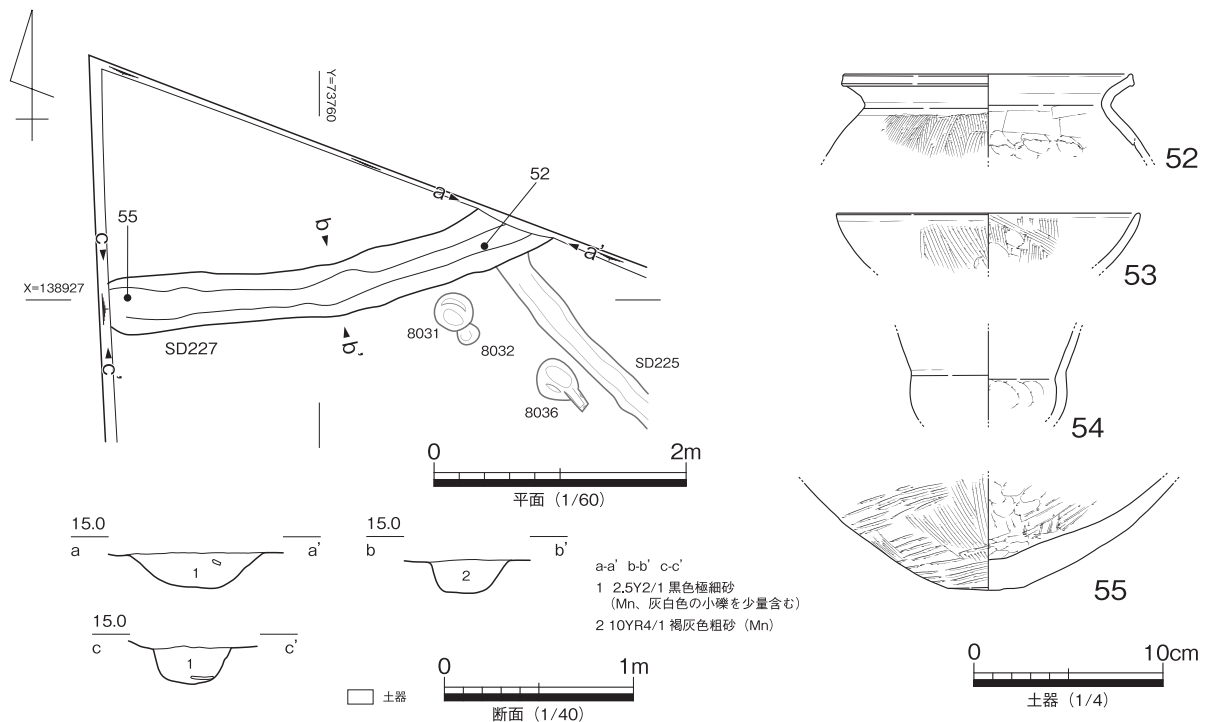 Y=73760
52
55
a
a'
b
c
X=138927
b'
c'
SD227
8031
8032
8036
SD225
0 2m
平面（1/60）
15.0
a a'
1
15.0
b b'
2
15.0
c c'
1
a-a' b-b' c-c'
1 2.5Y2/1 黒色極細砂
（Mn、灰白色の小礫を少量含む）
2 10YR4/1 褐灰色粗砂（Mn）
土器
0 1m
断面（1/40）
52
53
54
55
0 10cm
土器（1/4）